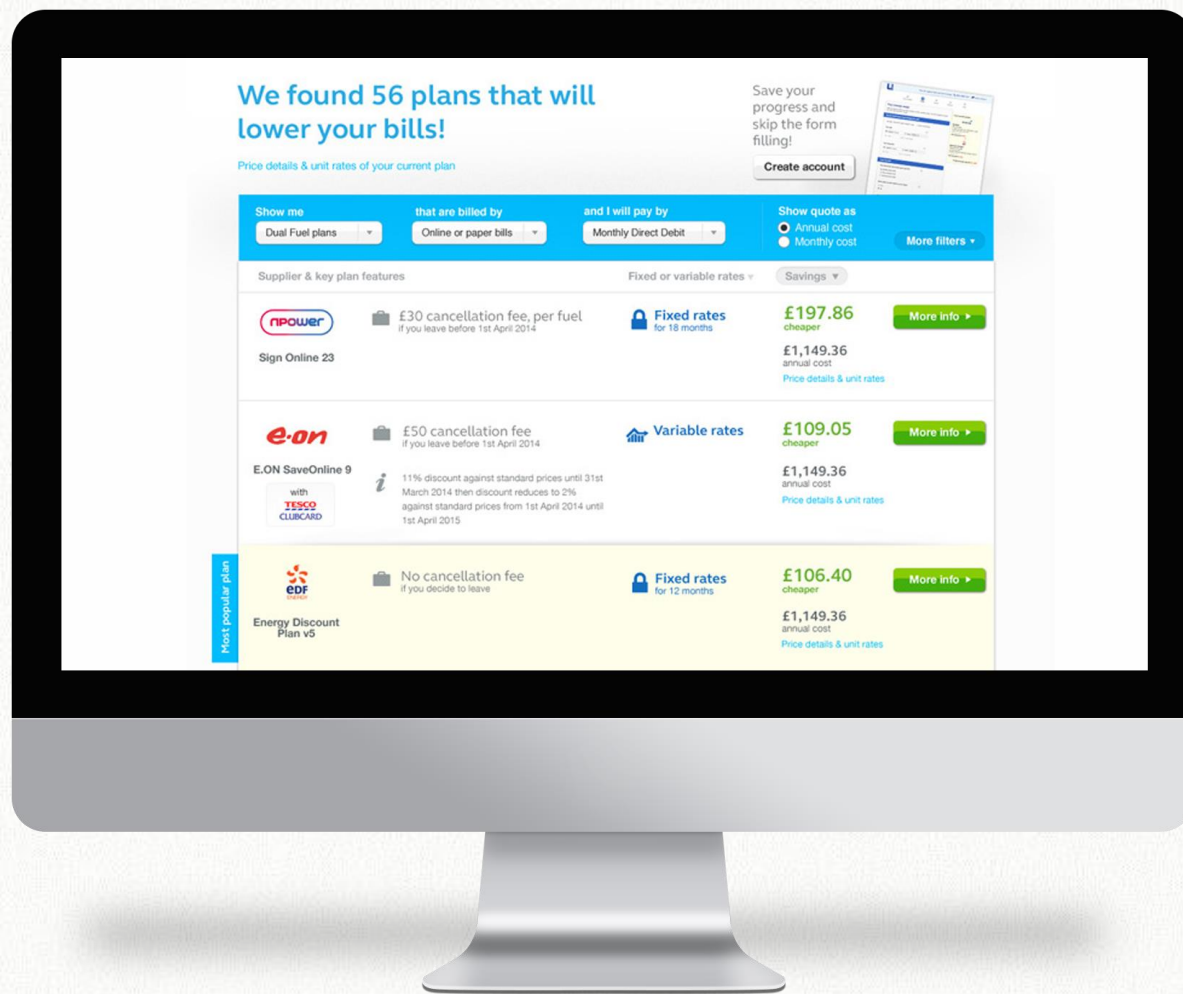 We found 56 plans that will
lower your bills!
Price details & unit rates of your current plan
Save your
progress and
skip the form
filling!
Create account
Show me
Dual Fuel plans
that are billed by
Online or paper bills
and I will pay by
Monthly Direct Debit
Show quote as
Annual cost
Monthly cost
More filters
Supplier & key plan features
Fixed or variable rates
Savings
npower
Sign Online 23
£30 cancellation fee, per fuel
if you leave before 1st April 2014
Fixed rates
for 18 months
£197.86
cheaper
£1,149.36
annual cost
Price details & unit rates
More info
e·on
E.ON SaveOnline 9
with
TESCO
CLUBCARD
£50 cancellation fee
if you leave before 1st April 2014
11% discount against standard prices until 31st
March 2014 then discount reduces to 2%
against standard prices from 1st April 2014 until
1st April 2015
Variable rates
£109.05
cheaper
£1,149.36
annual cost
Price details & unit rates
More info
Most popular plan
eDF
ENERGY
Energy Discount
Plan v5
No cancellation fee
if you decide to leave
Fixed rates
for 12 months
£106.40
cheaper
£1,149.36
annual cost
Price details & unit rates
More info